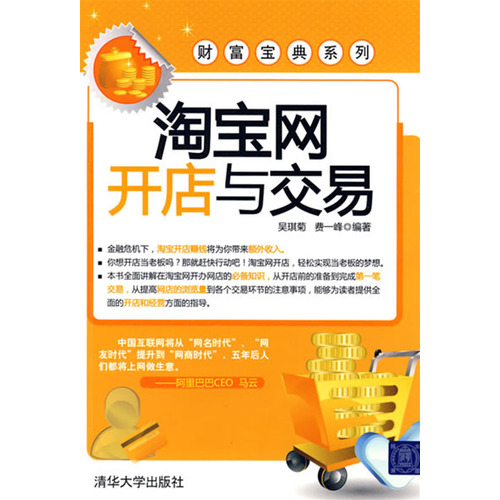 财富宝典系列
淘宝网
开店与交易
吴琪菊 费一峰◎编著
■ 金融危机下，淘宝开店赚钱将为你带来额外收入。
■ 你想开店当老板吗？那就赶快行动吧！淘宝网开店，轻松实现当老板的梦想。
■ 本书全面讲解在淘宝网开办网店的必备知识，从开店前的准备到完成第一笔
交易，从提高网店的浏览量到各个交易环节的注意事项，能够为读者提供全
面的开店和经营方面的指导。
中国互联网将从“网名时代”、“网
友时代”提升到“网商时代”，五年后人
们都将上网做生意。
——阿里巴巴CEO 马云
清华大学出版社